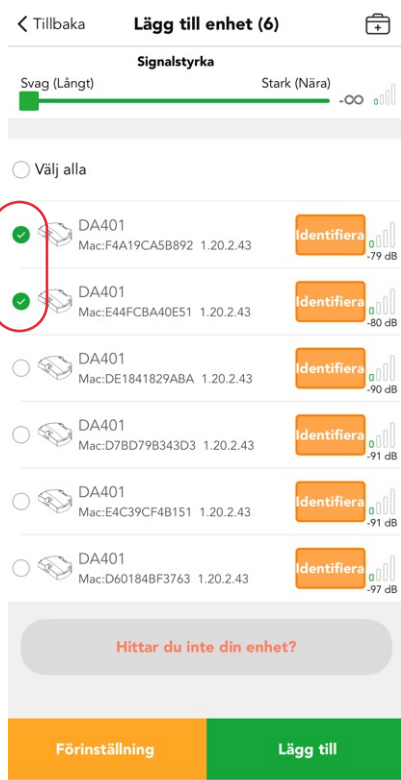 Tillbaka Lägg till enhet (6)
Signalstyrka
Svag (Långt) Stark (Nära)
-∞
Välj alla
DA401
Identifiera
Mac:F4A19CA5B892 1.20.2.43
-79 dB
DA401
Identifiera
Mac:E44FCBA40E51 1.20.2.43
-80 dB
DA401
Identifiera
Mac:DE1841829ABA 1.20.2.43
-90 dB
DA401
Identifiera
Mac:D7BD79B343D3 1.20.2.43
-91 dB
DA401
Identifiera
Mac:E4C39CF4B151 1.20.2.43
-91 dB
DA401
Identifiera
Mac:D60184BF3763 1.20.2.43
-97 dB
Hittar du inte din enhet?
Förinställning Lägg till